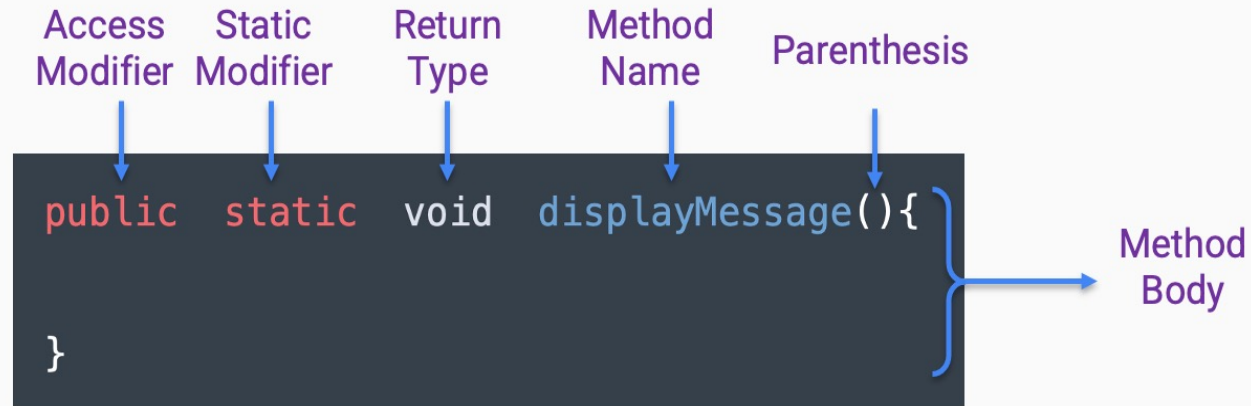 Access Modifier
Static Modifier
Return Type
Method Name
Parenthesis
public static void displayMessage(){
}
Method Body